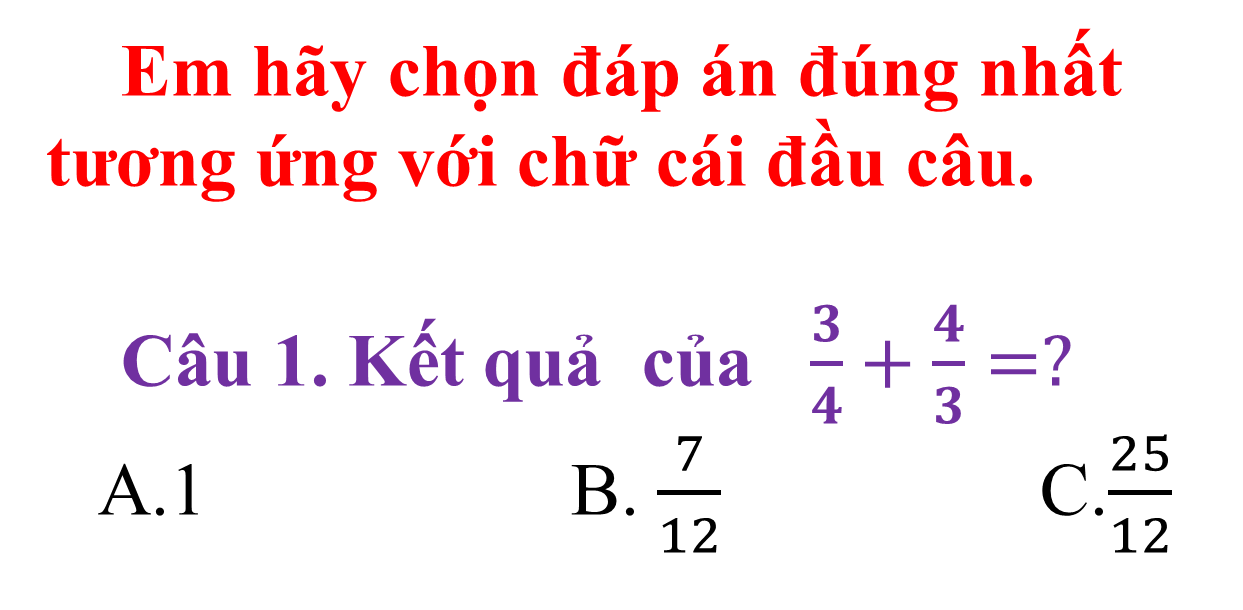 Em hãy chọn đáp án đúng nhất
tương ứng với chữ cái đầu câu.
Câu 1. Kết quả của 3/4 + 4/3 =?
A.1 B. 7/12 C.25/12